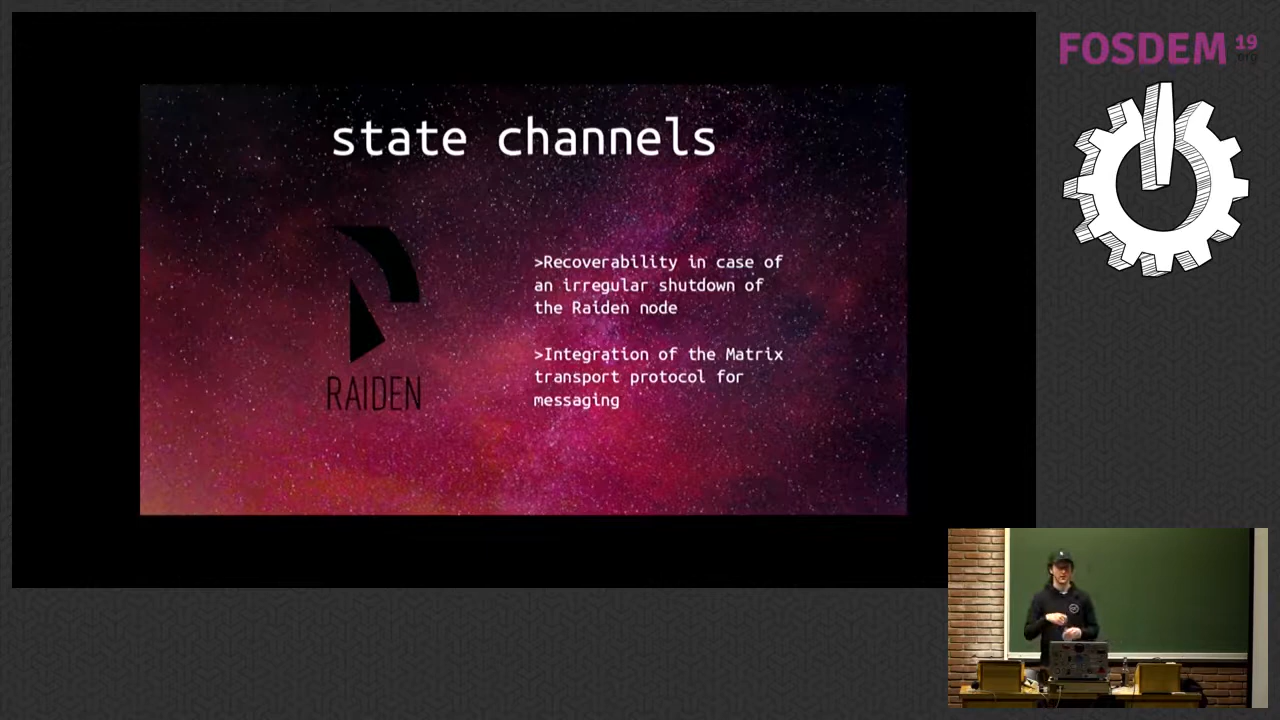 FOSDEM 19
.org
state channels
>Recoverability in case of
an irregular shutdown of
the Raiden node
>Integration of the Matrix
transport protocol for
messaging
RAIDEN